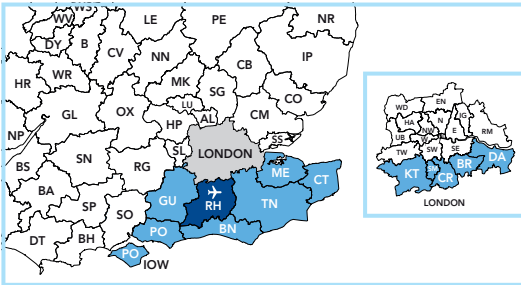 LE
PE
NR
WV
WS
DY
B
CV
NN
CB
IP
HR
WR
MK
SG
CO
GL
OX
LU
HP
AL
CM
NP
SS
LONDON
SL
BS
SN
RG
ME
CT
BA
GU
RH
TN
SP
SO
PO
BN
DT
BH
PO
IOW
WD
EN
HA
N
IG
RM
UB
NW
E
W
TW
SW
SE
DA
KT
SM
CR
BR
LONDON